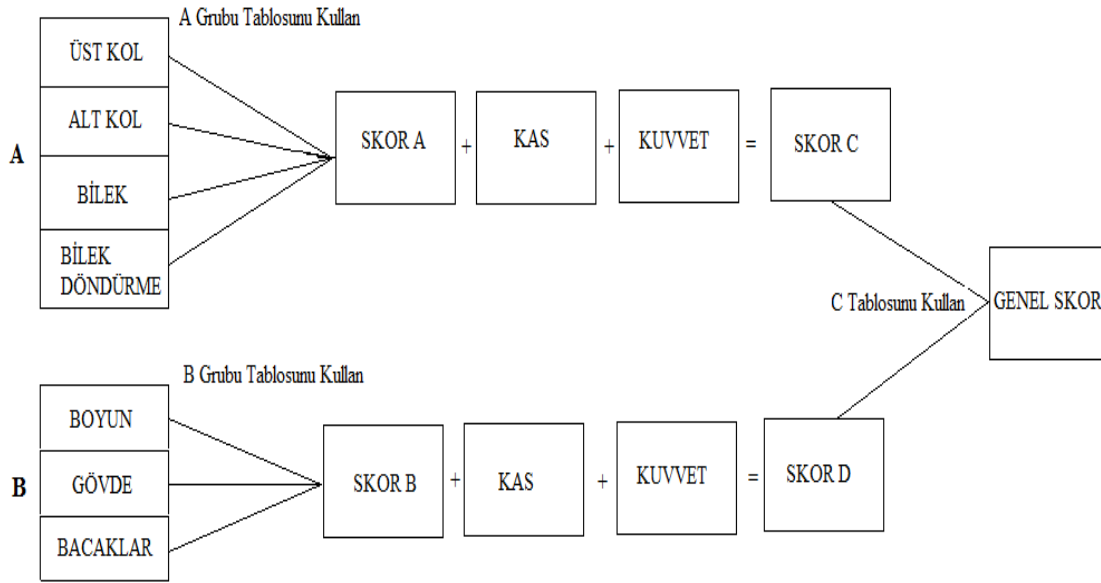 A Grubu Tablosunu Kullan
A
ÜST KOL
ALT KOL
BİLEK
BİLEK
DÖNDÜRME
SKOR A
+
KAS
+
KUVVET
=
SKOR C
C Tablosunu Kullan
GENEL SKOR
B Grubu Tablosunu Kullan
B
BOYUN
GÖVDE
BACAKLAR
SKOR B
+
KAS
+
KUVVET
=
SKOR D